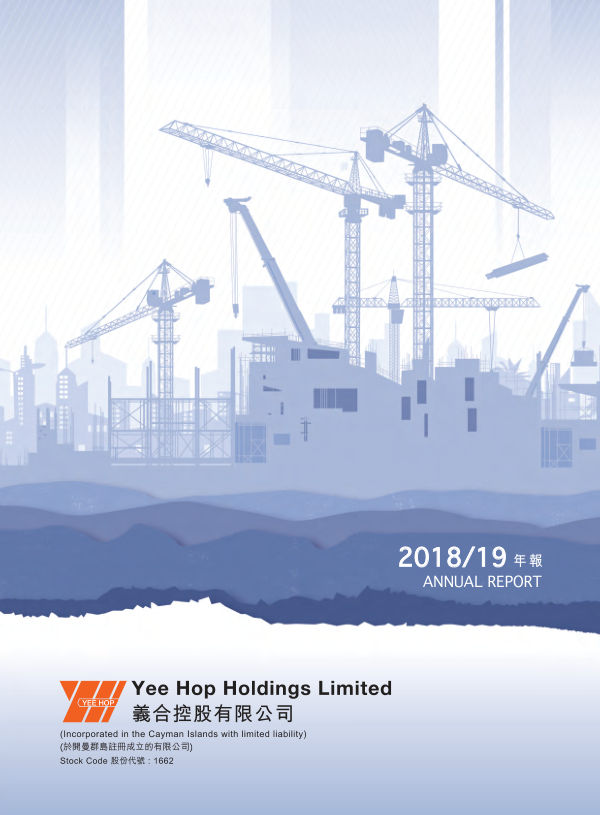 2018/19 年報
ANNUAL REPORT
YEE HOP
Yee Hop Holdings Limited
義合控股有限公司
(Incorporated in the Cayman Islands with limited liability)
(於開曼群島註冊成立的有限公司)
Stock Code 股份代號 : 1662